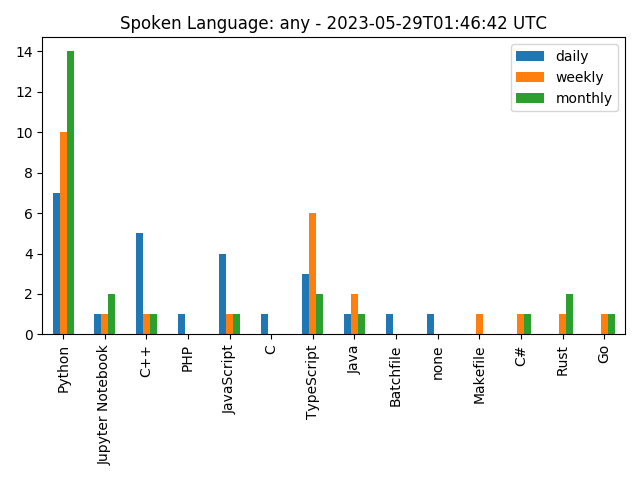 Spoken Language: any - 2023-05-29T01:46:42 UTC
daily
weekly
monthly
14
12
10
8
6
4
2
0
Python
Jupyter Notebook
C++
PHP
JavaScript
C
TypeScript
Java
Batchfile
none
Makefile
C#
Rust
Go